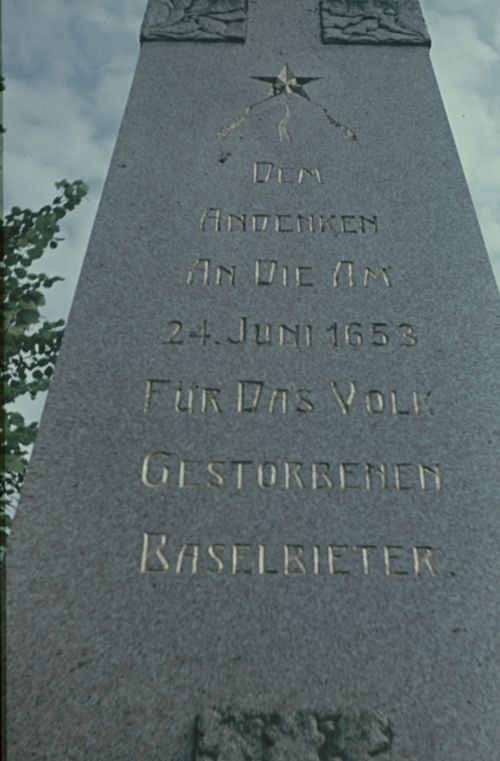 Dem
Andenken
An Die Am
24. Juni 1653
Für Das Volk
Gestorbenen
Baselbieter.